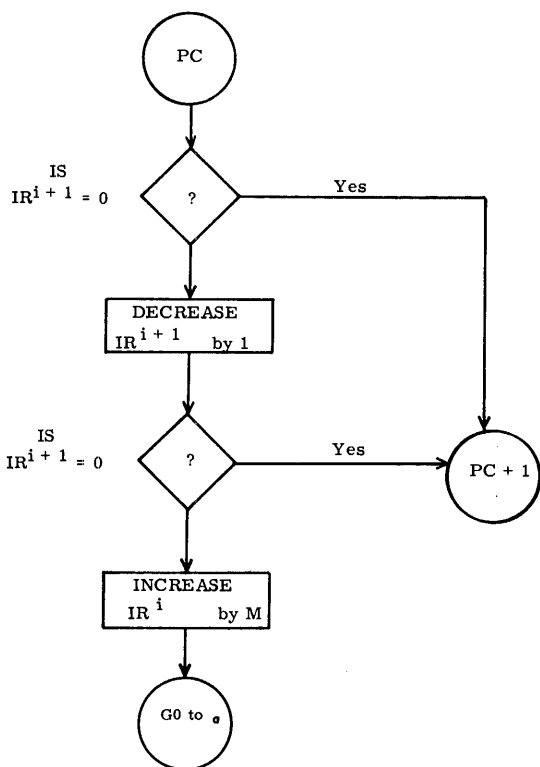 PC
IS
IR^i + 1 = 0
?
Yes
DECREASE
IR^i + 1 by 1
IS
IR^i + 1 = 0
?
Yes
PC + 1
INCREASE
IR^i by M
G0 to